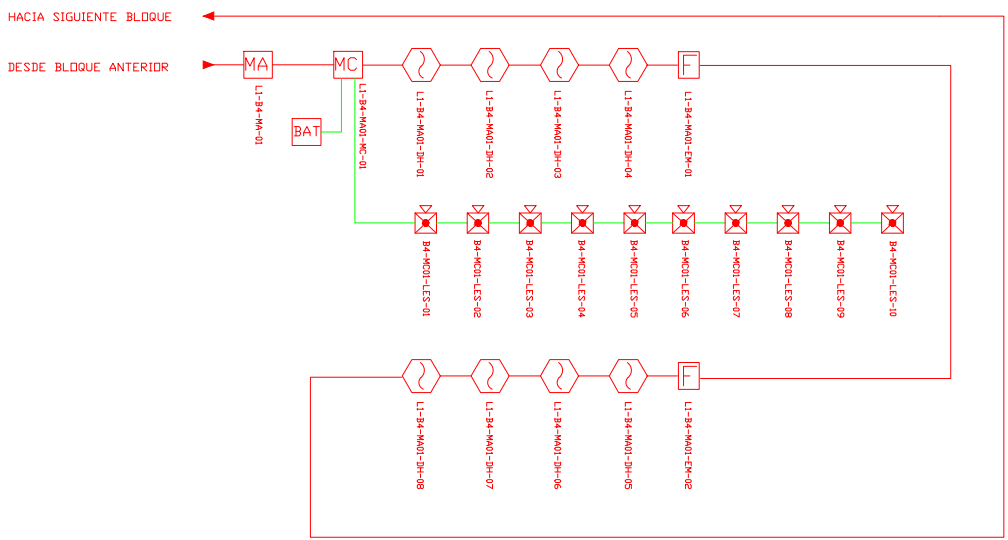 HACIA SIGUIENTE BLOQUE
DESDE BLOQUE ANTERIOR
MA
MC
F
L1-B4-MA-01
L1-B4-MA01-MC-01
L1-B4-MA01-DH-01
L1-B4-MA01-DH-02
L1-B4-MA01-DH-03
L1-B4-MA01-DH-04
L1-B4-MA01-EM-01
BAT
B4-MC01-LES-01
B4-MC01-LES-02
B4-MC01-LES-03
B4-MC01-LES-04
B4-MC01-LES-05
B4-MC01-LES-06
B4-MC01-LES-07
B4-MC01-LES-08
B4-MC01-LES-09
B4-MC01-LES-10
F
L1-B4-MA01-DH-08
L1-B4-MA01-DH-07
L1-B4-MA01-DH-06
L1-B4-MA01-DH-05
L1-B4-MA01-EM-02